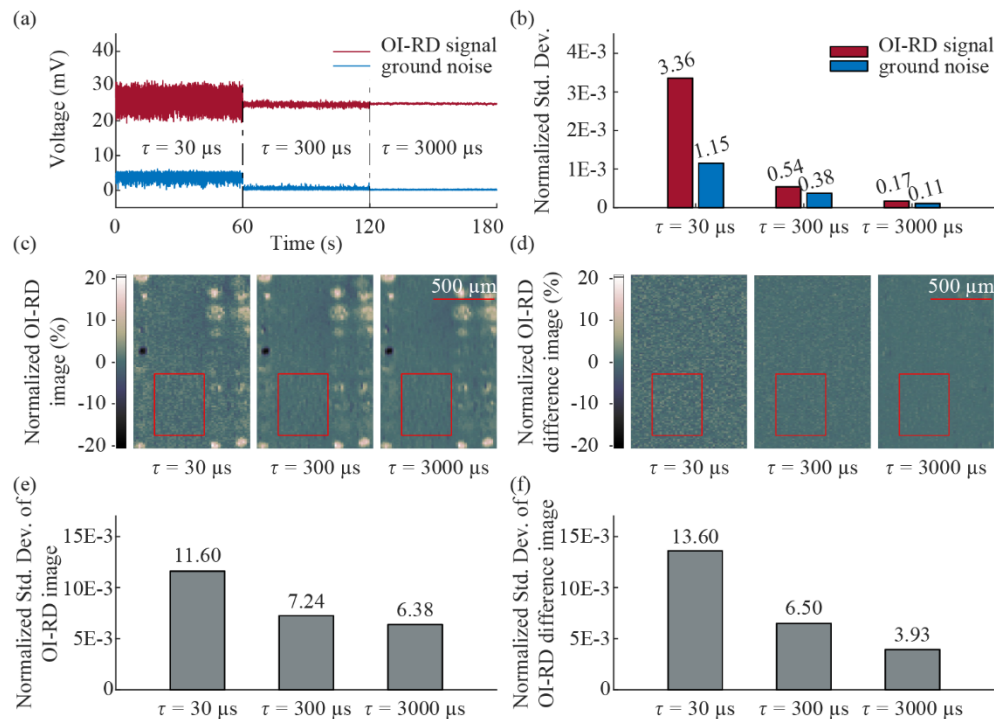 (a)
OI-RD signal
ground noise
40
30
20
10
0
Voltage (mV)
τ = 30 µs
τ = 300 µs
τ = 3000 µs
0
60
120
180
Time (s)
(b)
OI-RD signal
ground noise
4E-3
3E-3
1E-3
1E-3
0
Normalized Std. Dev.
3.36
1.15
0.54
0.38
0.17
0.11
τ = 30 µs
τ = 300 µs
τ = 3000 µs
(c)
Normalized OI-RD
image (%)
20
10
0
-10
-20
500 µm
τ = 30 µs
τ = 300 µs
τ = 3000 µs
(d)
Normalized OI-RD
difference image (%)
20
10
0
-10
-20
500 µm
τ = 30 µs
τ = 300 µs
τ = 3000 µs
(e)
Normalized Std. Dev. of
OI-RD image
15E-3
10E-3
5E-3
0
11.60
7.24
6.38
τ = 30 µs
τ = 300 µs
τ = 3000 µs
(f)
Normalized Std. Dev. of
OI-RD difference image
15E-3
10E-3
5E-3
0
13.60
6.50
3.93
τ = 30 µs
τ = 300 µs
τ = 3000 µs